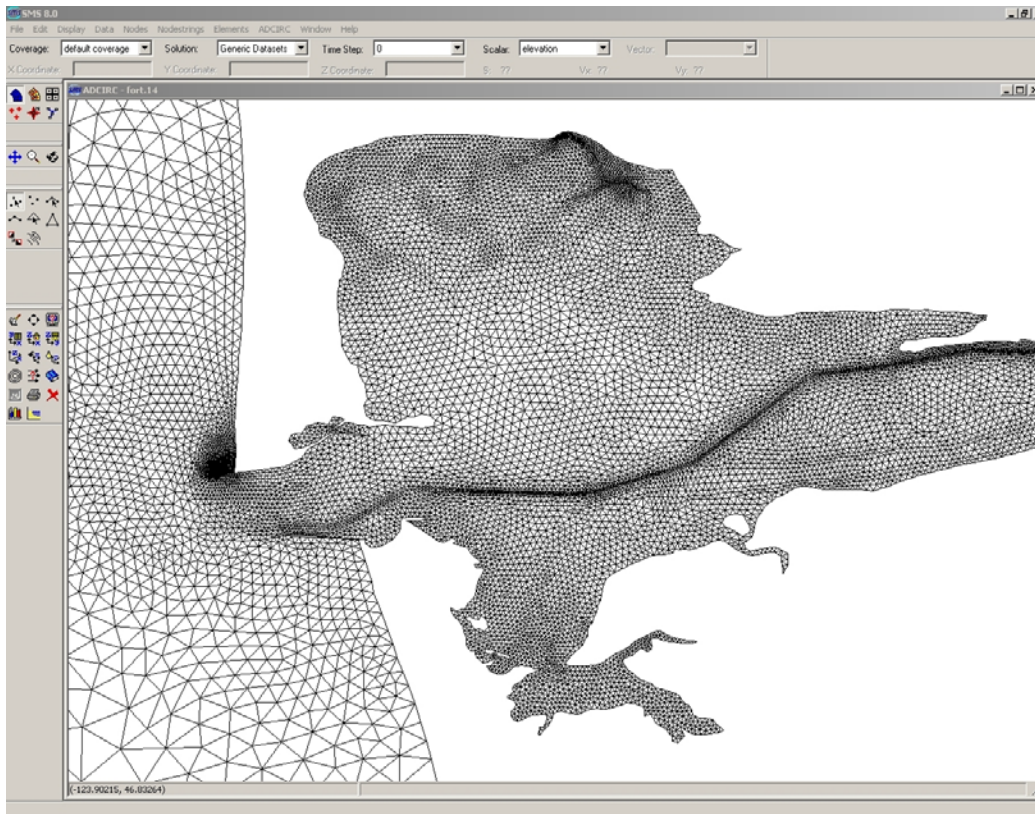 SMS 8.0
File Edit Display Data Nodes Nodestrings Elements ADCIRC Window Help
Coverage: default coverage Solution: Generic Datasets Time Step: 0 Scalar: elevation Vector:
X Coordinate: Y Coordinate: Z Coordinate: S: ?? Vx: ?? Vy: ??
ADCIRC - fort.14
(-123.90215, 46.83264)